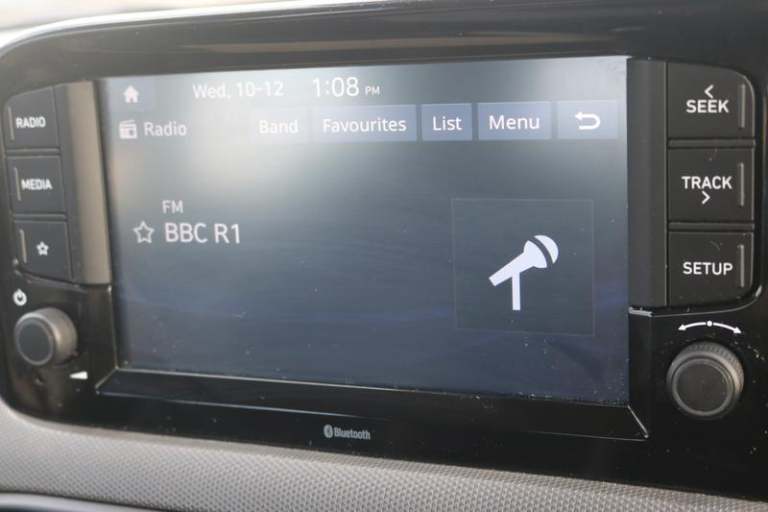 Wed, 10-12 1:08 PM
Radio Band Favourites List Menu
FM
BBC R1
RADIO
MEDIA
SEEK
TRACK
SETUP
Bluetooth